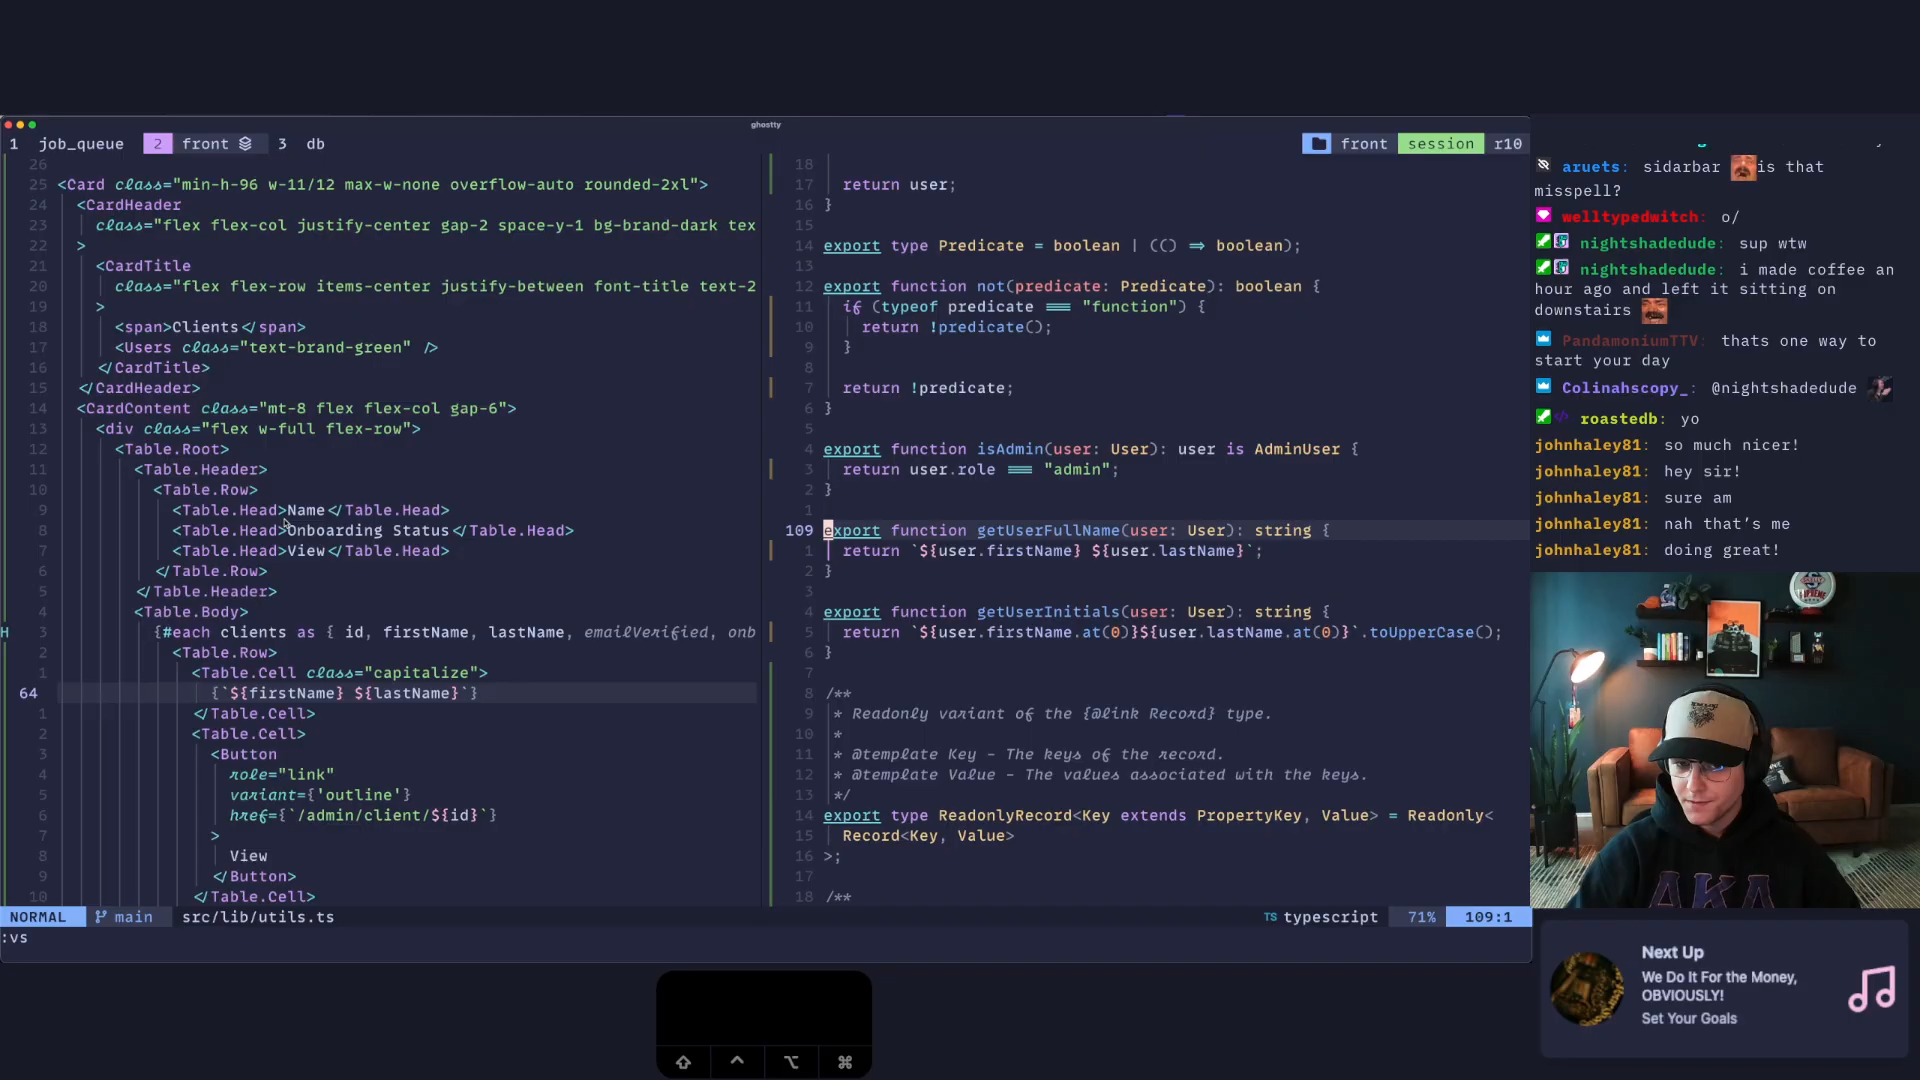 ghostty
1 job_queue 2 front 3 db
front session r10
26
25 <Card class="min-h-96 w-11/12 max-w-none overflow-auto rounded-2xl">
24 <CardHeader
23 class="flex flex-col justify-center gap-2 space-y-1 bg-brand-dark tex
22 >
21 <CardTitle
20 class="flex flex-row items-center justify-between font-title text-2
19 >
18 <span>Clients</span>
17 <Users class="text-brand-green" />
16 </CardTitle>
15 </CardHeader>
14 <CardContent class="mt-8 flex flex-col gap-6">
13 <div class="flex w-full flex-row">
12 <Table.Root>
11 <Table.Header>
10 <Table.Row>
9 <Table.Head>Name</Table.Head>
8 <Table.Head>Onboarding Status</Table.Head>
7 <Table.Head>View</Table.Head>
6 </Table.Row>
5 </Table.Header>
4 <Table.Body>
H 3 {#each clients as { id, firstName, lastName, emailVerified, onb
2 <Table.Row>
1 <Table.Cell class="capitalize">
64 {`${firstName} ${lastName}`}
1 </Table.Cell>
2 <Table.Cell>
3 <Button
4 role="link"
5 variant={'outline'}
6 href={`/admin/client/${id}`}
7 >
8 View
9 </Button>
10 </Table.Cell>
18
17 return user;
16 }
15
14 export type Predicate = boolean | (() => boolean);
13
12 export function not(predicate: Predicate): boolean {
11 if (typeof predicate === "function") {
10 return !predicate();
9 }
8
7 return !predicate;
6 }
5
4 export function isAdmin(user: User): user is AdminUser {
3 return user.role === "admin";
2 }
1
109 export function getUserFullName(user: User): string {
1 return `${user.firstName} ${user.lastName}`;
2 }
3
4 export function getUserInitials(user: User): string {
5 return `${user.firstName.at(0)}${user.lastName.at(0)}`.toUpperCase();
6 }
7
8 /**
9 * Readonly variant of the {@link Record} type.
10 *
11 * @template Key - The keys of the record.
12 * @template Value - The values associated with the keys.
13 */
14 export type ReadonlyRecord<Key extends PropertyKey, Value> = Readonly<
15 Record<Key, Value>
16 >;
17
18 /**
NORMAL main src/lib/utils.ts TS typescript 71% 109:1
:vs
aruets: sidarbar is that
misspell?
welltypedwitch: o/
nightshadedude: sup wtw
nightshadedude: i made coffee an
hour ago and left it sitting on
downstairs
PandamoniumTTV: thats one way to
start your day
Colinahscopy_: @nightshadedude
roastedb: yo
johnhaley81: so much nicer!
johnhaley81: hey sir!
johnhaley81: sure am
johnhaley81: nah that's me
johnhaley81: doing great!
ΑΚΛ
Next Up
We Do It For the Money,
OBVIOUSLY!
Set Your Goals